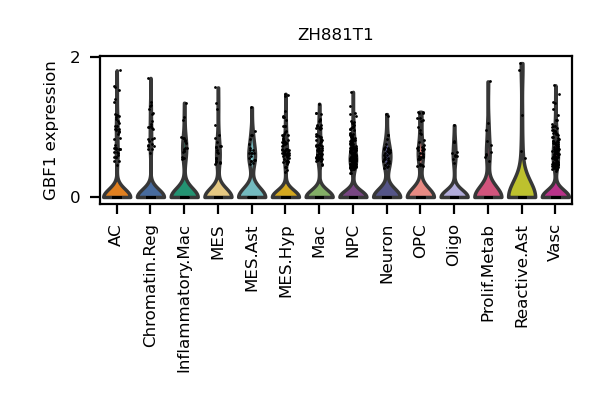 ZH881T1
GBF1 expression
2
0
AC
Chromatin.Reg
Inflammatory.Mac
MES
MES.Ast
MES.Hyp
Mac
NPC
Neuron
OPC
Oligo
Prolif.Metab
Reactive.Ast
Vasc